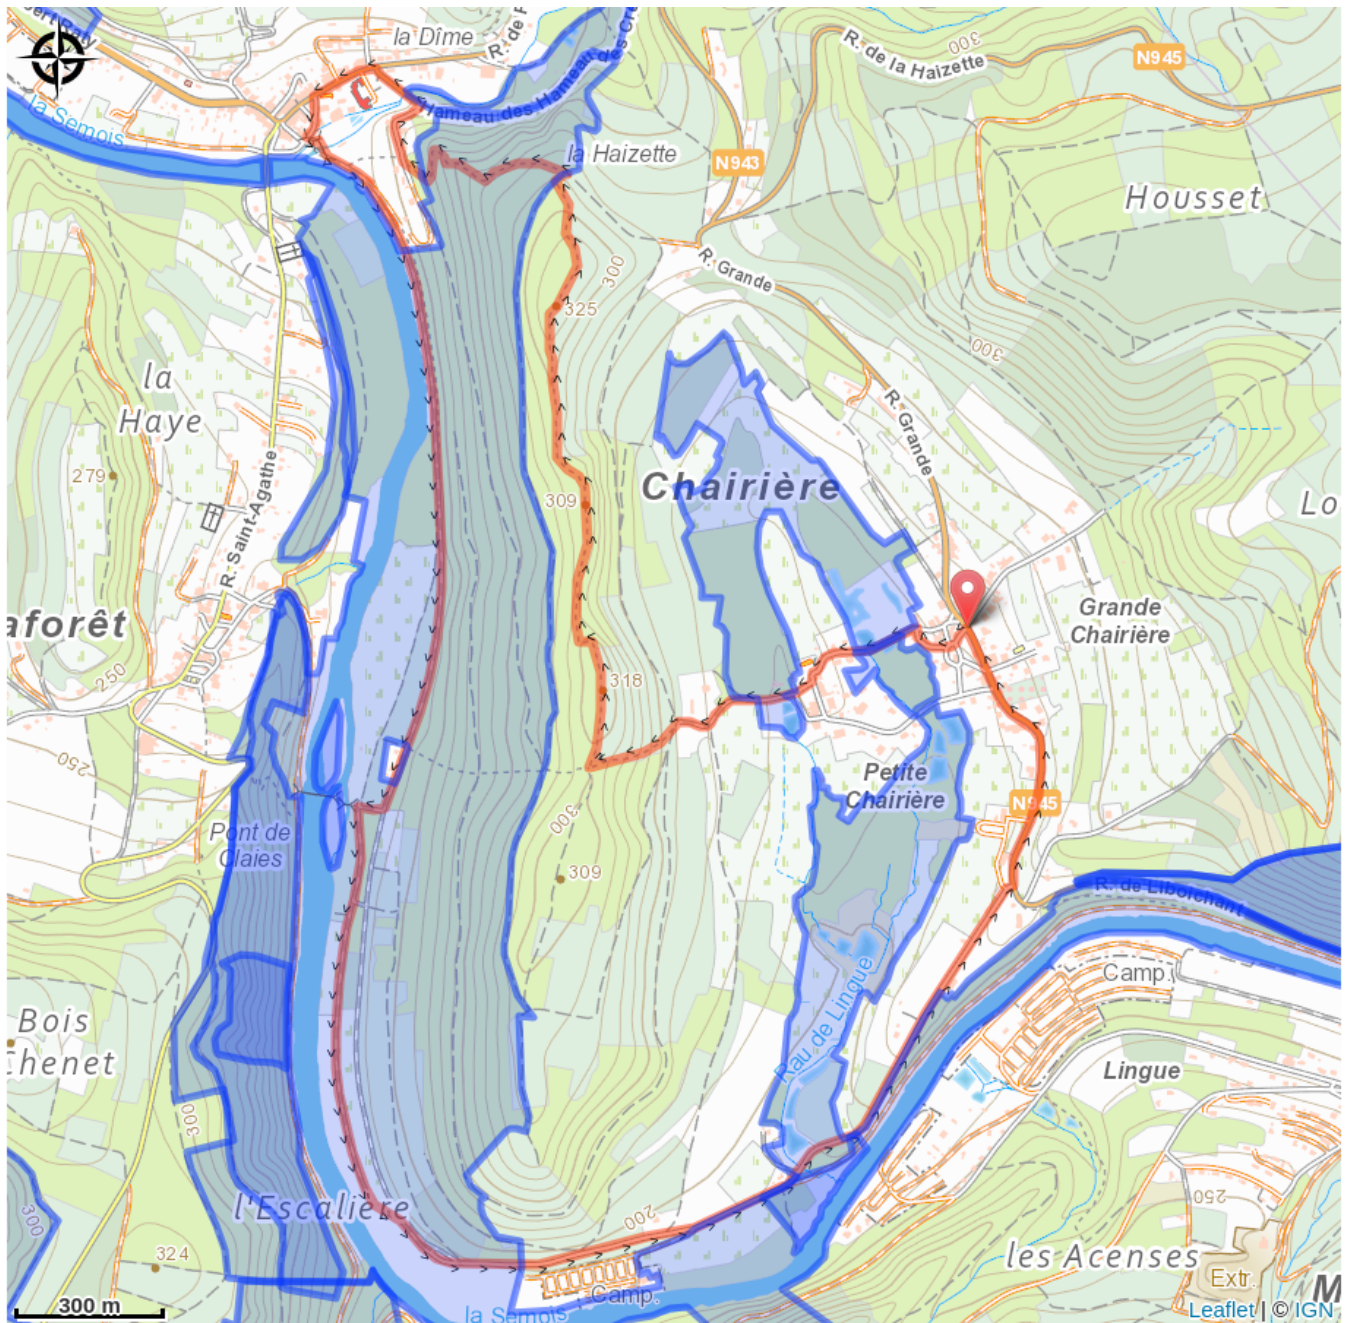 la Dîme
R. de
R. de la Haizette
300
N945
la Semois
Hameau des
Hameau des
la Haizette
N943
Housset
R. Grande
300
325
300
la
Haye
R. Grande
279
Chairière
309
R. Saint-Agathe
Lo
aforêt
Grande
Chairière
250
318
250
Petite
Chairière
N945
300
Pont de
Claies
309
R. de Liboichant
Camp.
Rau de Lingue
Bois
Chenet
Lingue
300
l'Escalière
250
300
200
324
les Acenses
Extr.
Camp.
M
300 m
la Semois
Leaflet | © IGN